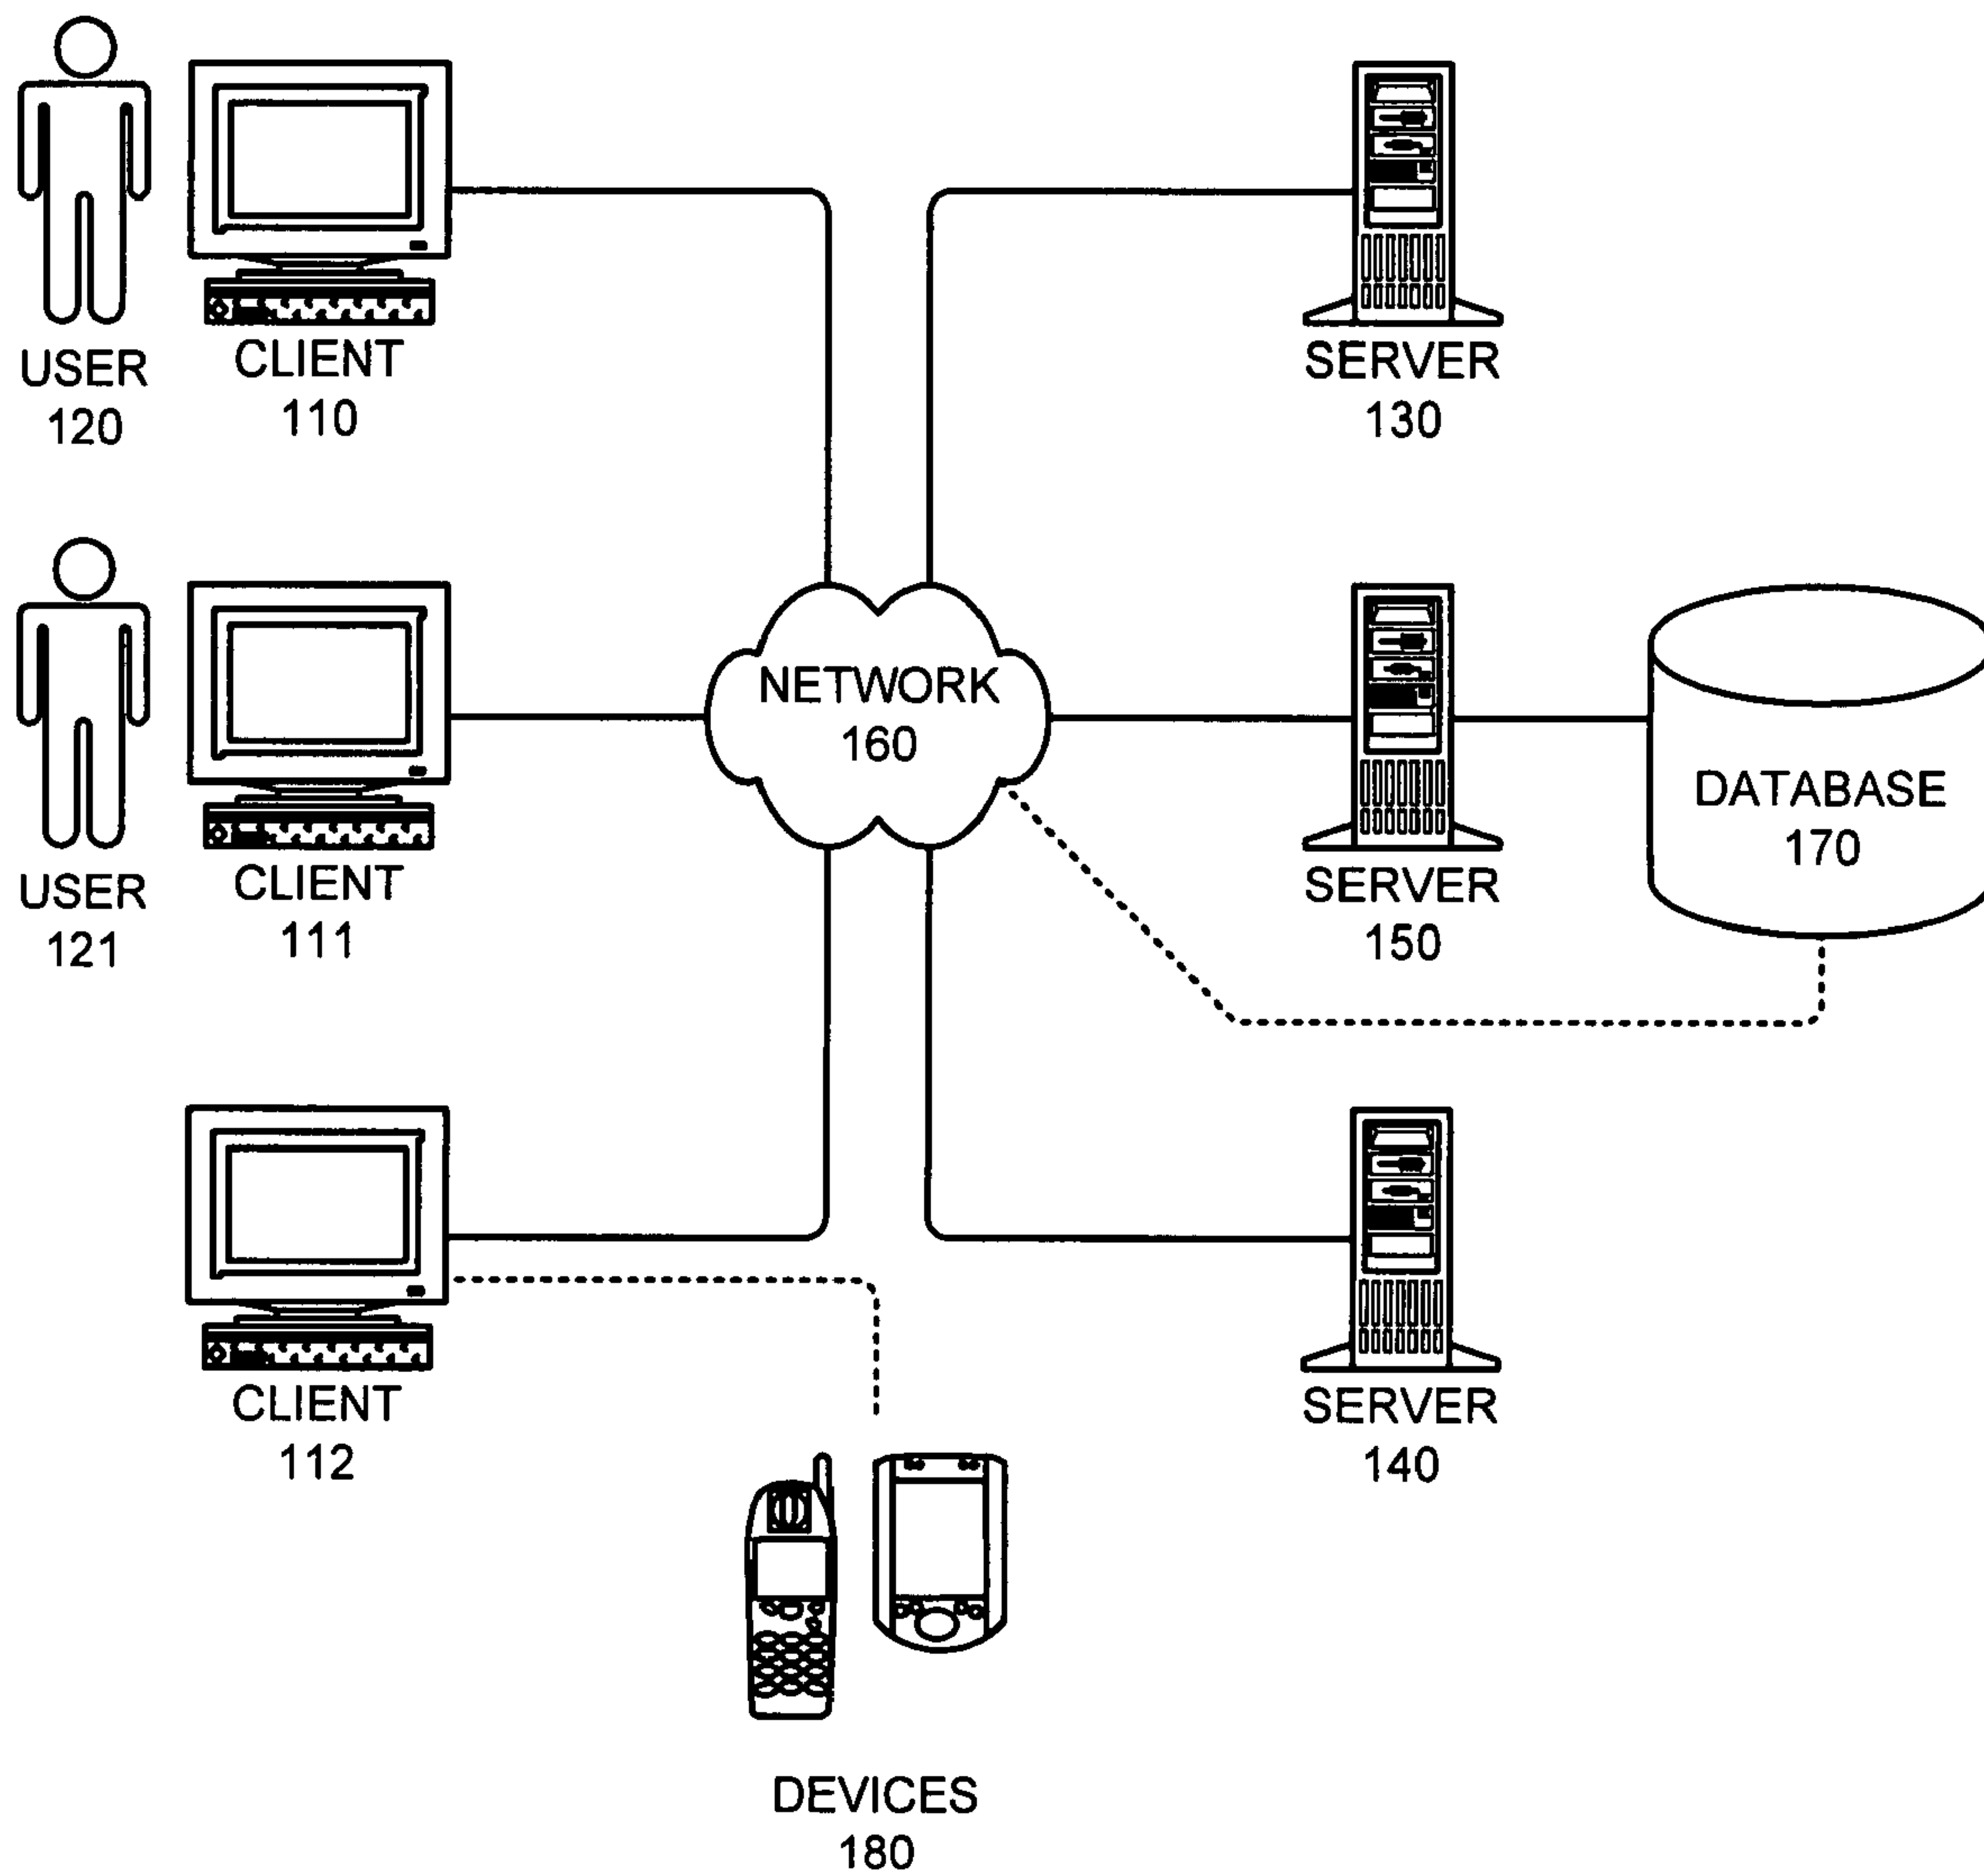 USER
120
CLIENT
110
SERVER
130
NETWORK
160
USER
121
CLIENT
111
SERVER
150
DATABASE
170
CLIENT
112
SERVER
140
DEVICES
180